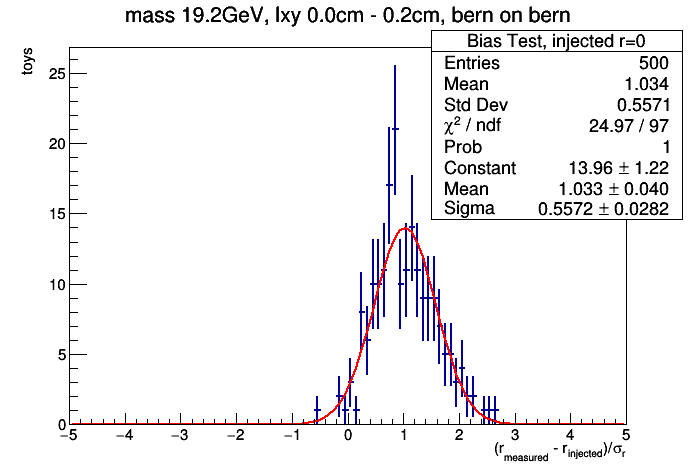 mass 19.2GeV, lxy 0.0cm - 0.2cm, bern on bern
Bias Test, injected r=0
Entries 500
Mean 1.034
Std Dev 0.5571
χ² / ndf 24.97 / 97
Prob 1
Constant 13.96 ± 1.22
Mean 1.033 ± 0.040
Sigma 0.5572 ± 0.0282
toys
25
20
15
10
5
0
−5 −4 −3 −2 −1 0 1 2 3 4 5
(r_measured - r_injected)/σ_r